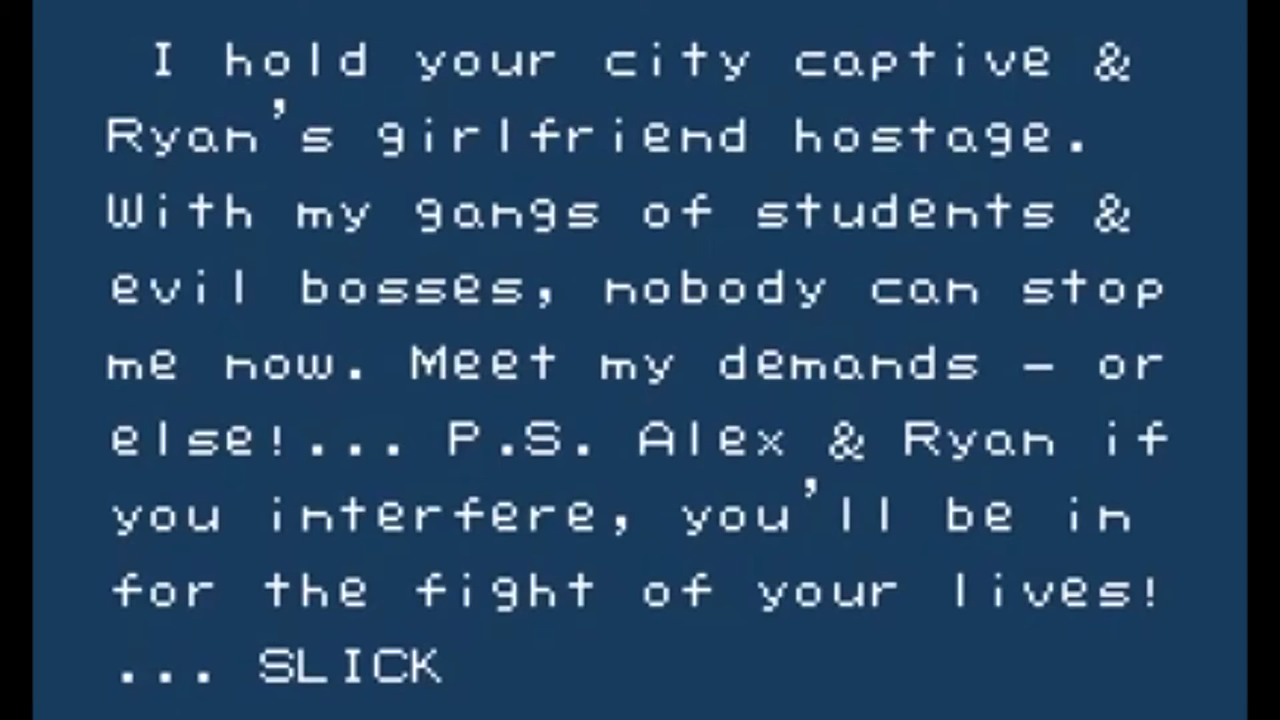 I hold your city captive &
Ryan's girlfriend hostage.
With my gangs of students &
evil bosses, nobody can stop
me now. Meet my demands – or
else!... P.S. Alex & Ryan if
you interfere, you'll be in
for the fight of your lives!
... SLICK